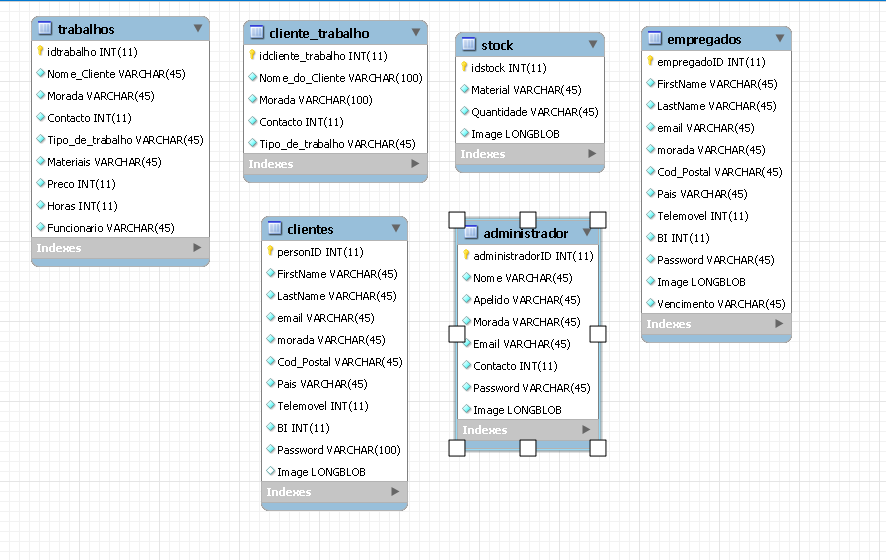 trabalhos
idtrabalho INT(11)
Nome_Cliente VARCHAR(45)
Morada VARCHAR(45)
Contacto INT(11)
Tipo_de_trabalho VARCHAR(45)
Materiais VARCHAR(45)
Preco INT(11)
Horas INT(11)
Funcionario VARCHAR(45)
Indexes
cliente_trabalho
idcliente_trabalho INT(11)
Nome_do_Cliente VARCHAR(100)
Morada VARCHAR(100)
Contacto INT(11)
Tipo_de_trabalho VARCHAR(45)
Indexes
stock
idstock INT(11)
Material VARCHAR(45)
Quantidade VARCHAR(45)
Image LONGBLOB
Indexes
empregados
empregadoID INT(11)
FirstName VARCHAR(45)
LastName VARCHAR(45)
email VARCHAR(45)
morada VARCHAR(45)
Cod_Postal VARCHAR(45)
Pais VARCHAR(45)
Telemovel INT(11)
BI INT(11)
Password VARCHAR(45)
Image LONGBLOB
Vencimento VARCHAR(45)
Indexes
clientes
personID INT(11)
FirstName VARCHAR(45)
LastName VARCHAR(45)
email VARCHAR(45)
morada VARCHAR(45)
Cod_Postal VARCHAR(45)
Pais VARCHAR(45)
Telemovel INT(11)
BI INT(11)
Password VARCHAR(100)
Image LONGBLOB
Indexes
administrador
administradorID INT(11)
Nome VARCHAR(45)
Apelido VARCHAR(45)
Morada VARCHAR(45)
Email VARCHAR(45)
Contacto INT(11)
Password VARCHAR(45)
Image LONGBLOB
Indexes